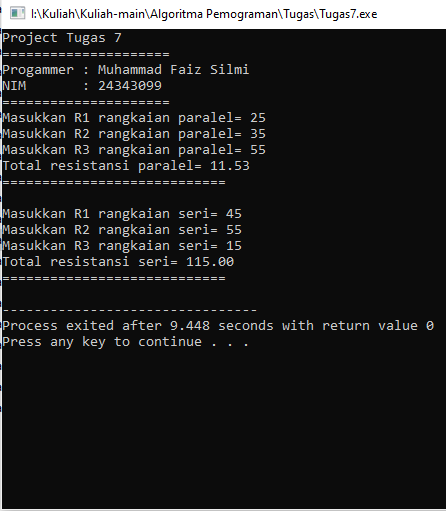 I:\Kuliah\Kuliah-main\Algoritma Pemograman\Tugas\Tugas7.exe
Project Tugas 7
=====================
Progammer : Muhammad Faiz Silmi
NIM       : 24343099
=====================
Masukkan R1 rangkaian paralel= 25
Masukkan R2 rangkaian paralel= 35
Masukkan R3 rangkaian paralel= 55
Total resistansi paralel= 11.53
============================
Masukkan R1 rangkaian seri= 45
Masukkan R2 rangkaian seri= 55
Masukkan R3 rangkaian seri= 15
Total resistansi seri= 115.00
============================
--------------------------------
Process exited after 9.448 seconds with return value 0
Press any key to continue . . .